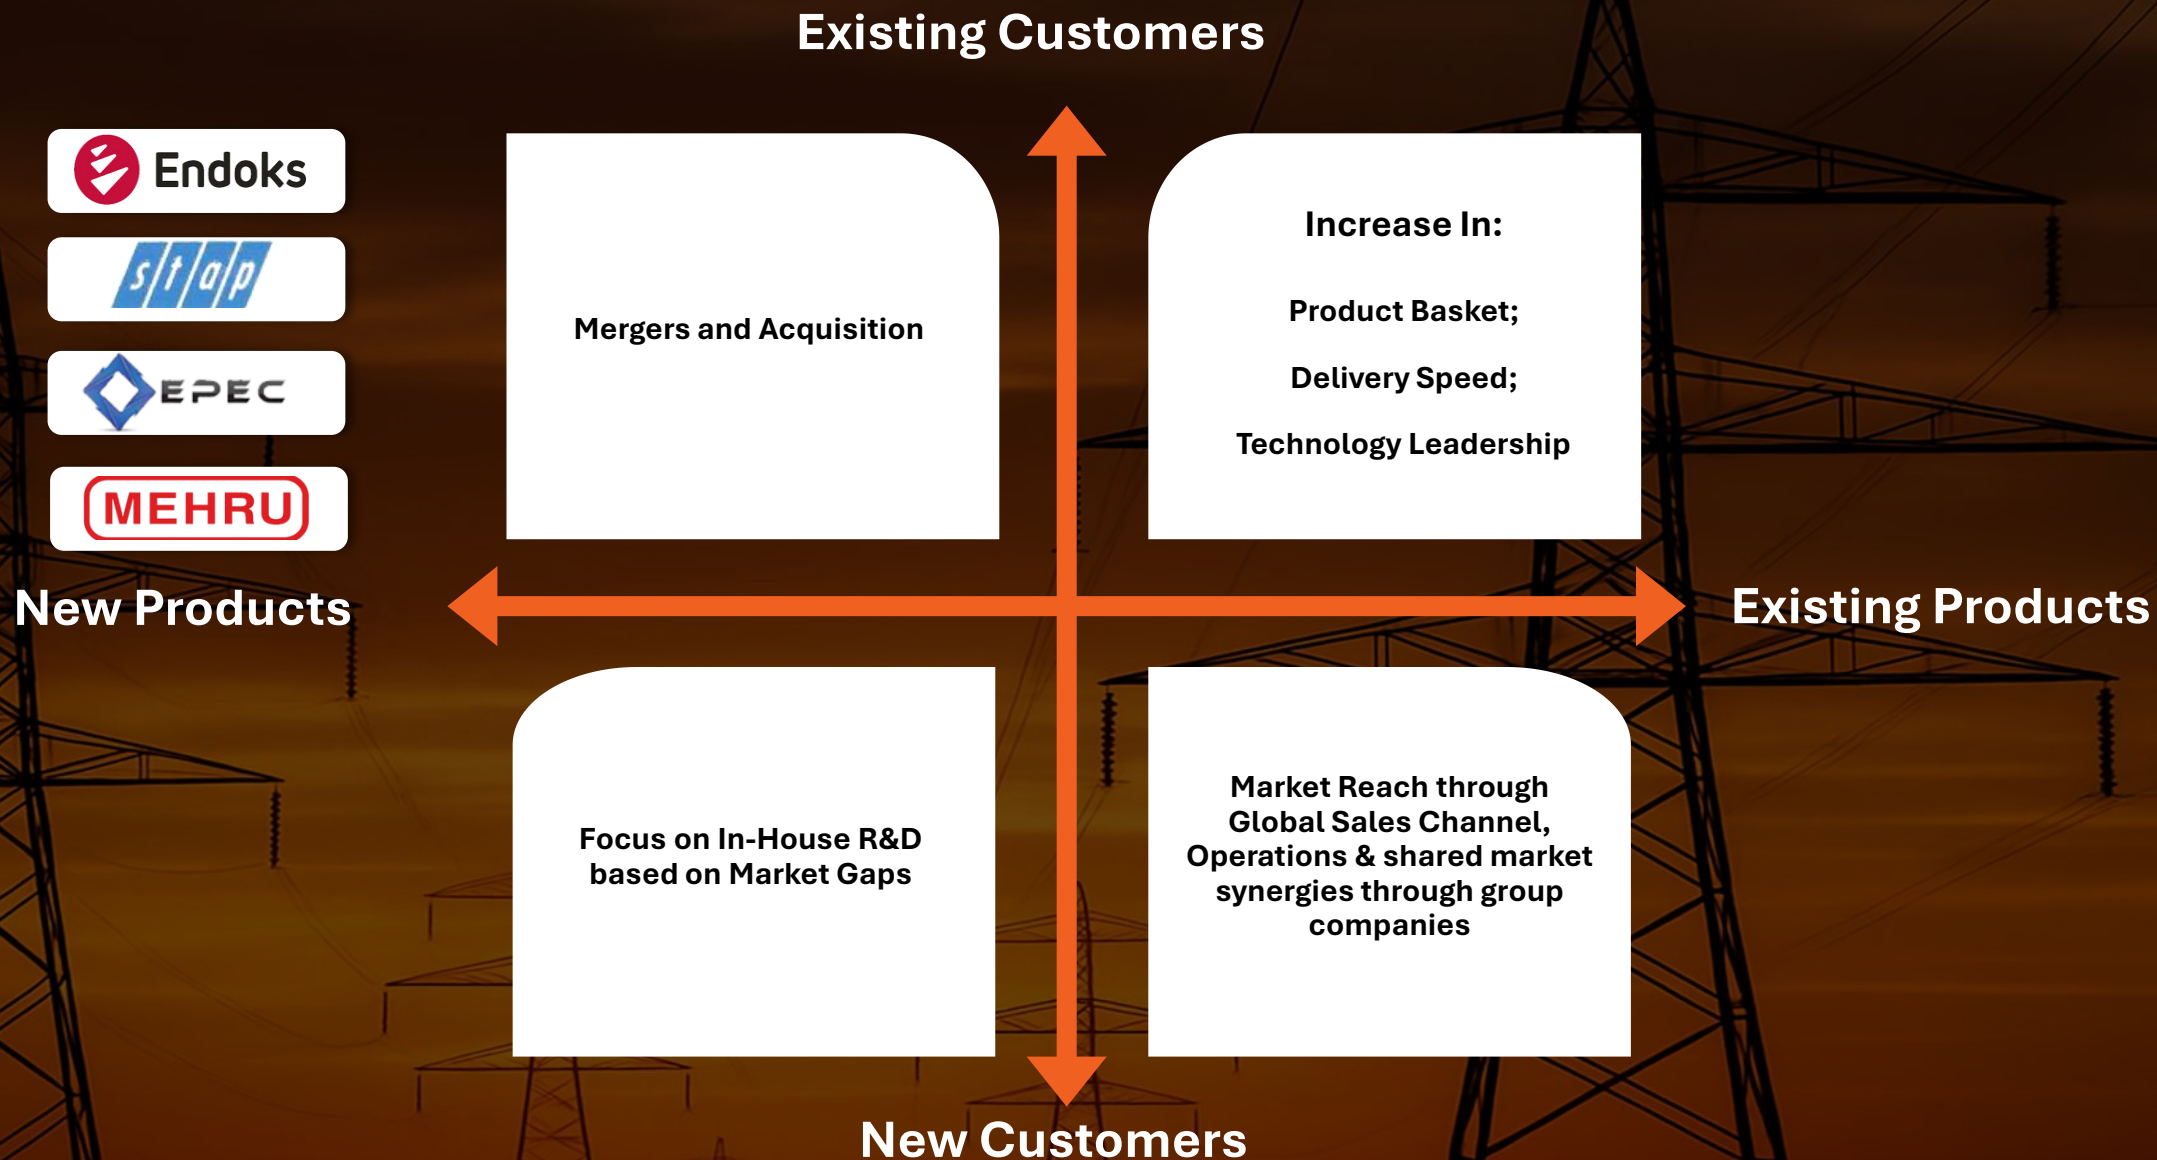 Existing Customers
Endoks
stap
EPEC
MEHRU
Mergers and Acquisition
Increase In:
Product Basket;
Delivery Speed;
Technology Leadership
New Products
Existing Products
Focus on In-House R&D
based on Market Gaps
Market Reach through
Global Sales Channel,
Operations & shared market
synergies through group
companies
New Customers